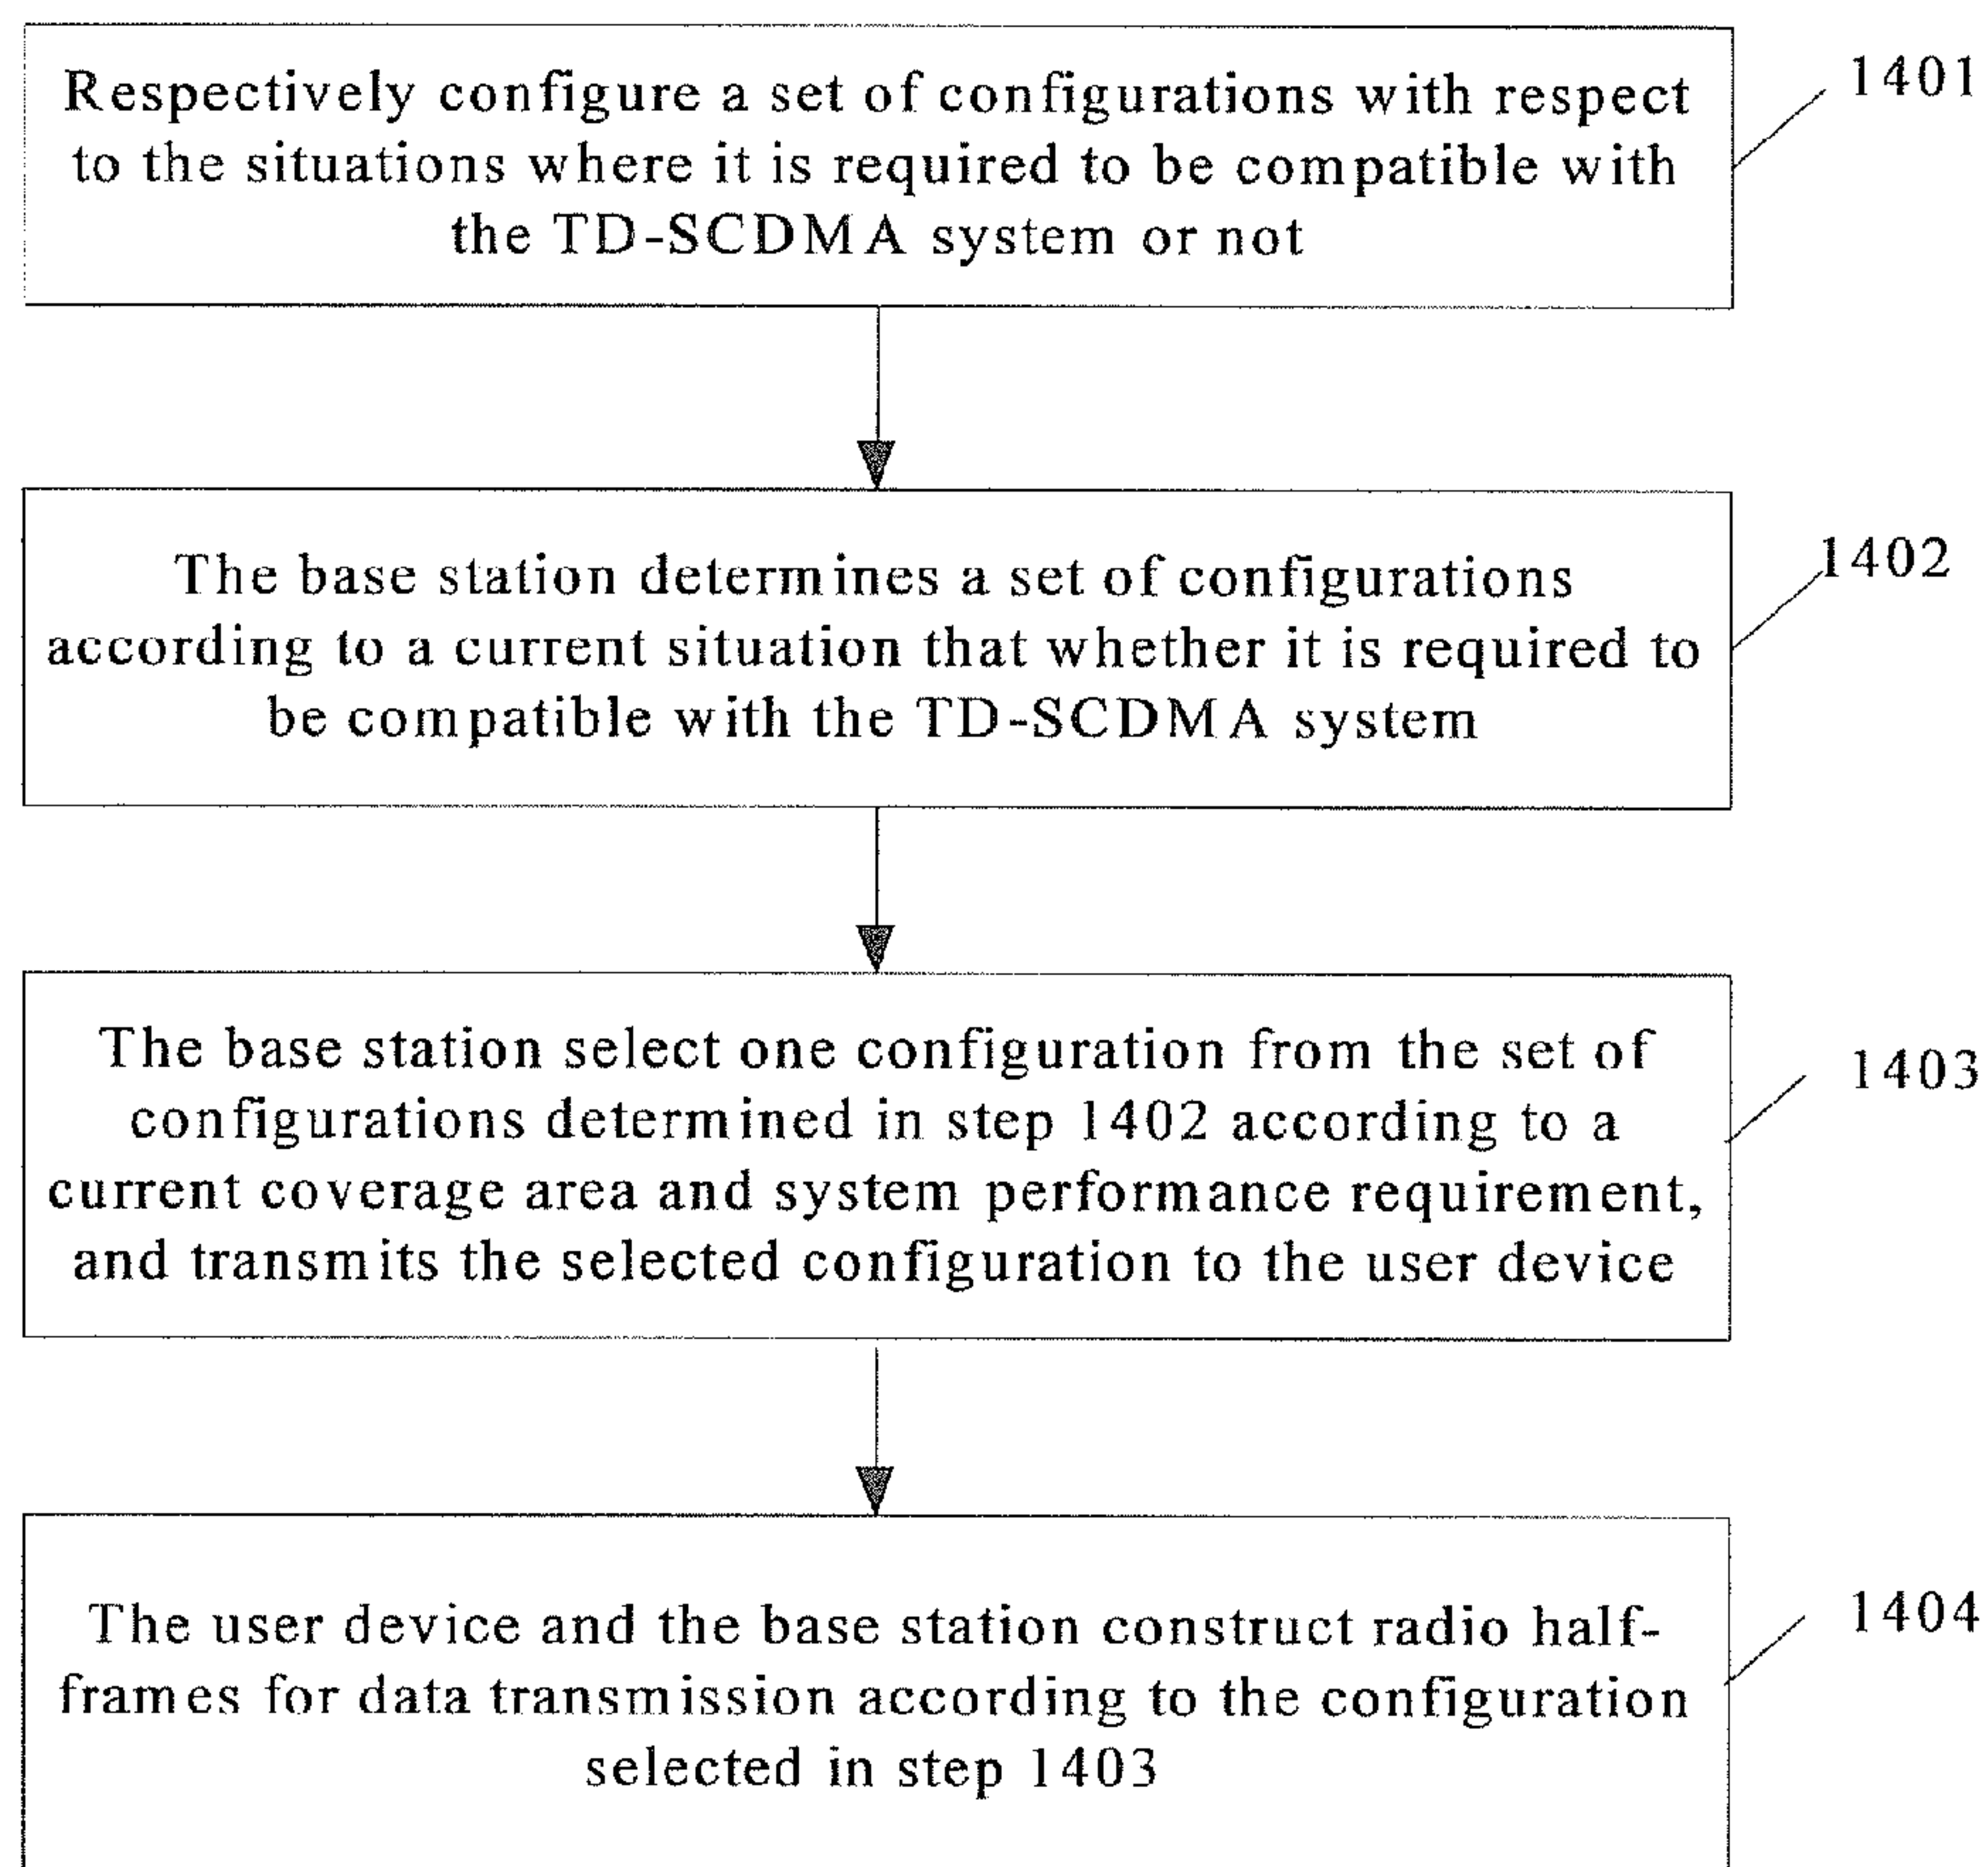 Respectively configure a set of configurations with respect
to the situations where it is required to be compatible with
the TD-SCDMA system or not
1401
The base station determines a set of configurations
according to a current situation that whether it is required to
be compatible with the TD-SCDMA system
1402
The base station select one configuration from the set of
configurations determined in step 1402 according to a
current coverage area and system performance requirement,
and transmits the selected configuration to the user device
1403
The user device and the base station construct radio half-
frames for data transmission according to the configuration
selected in step 1403
1404